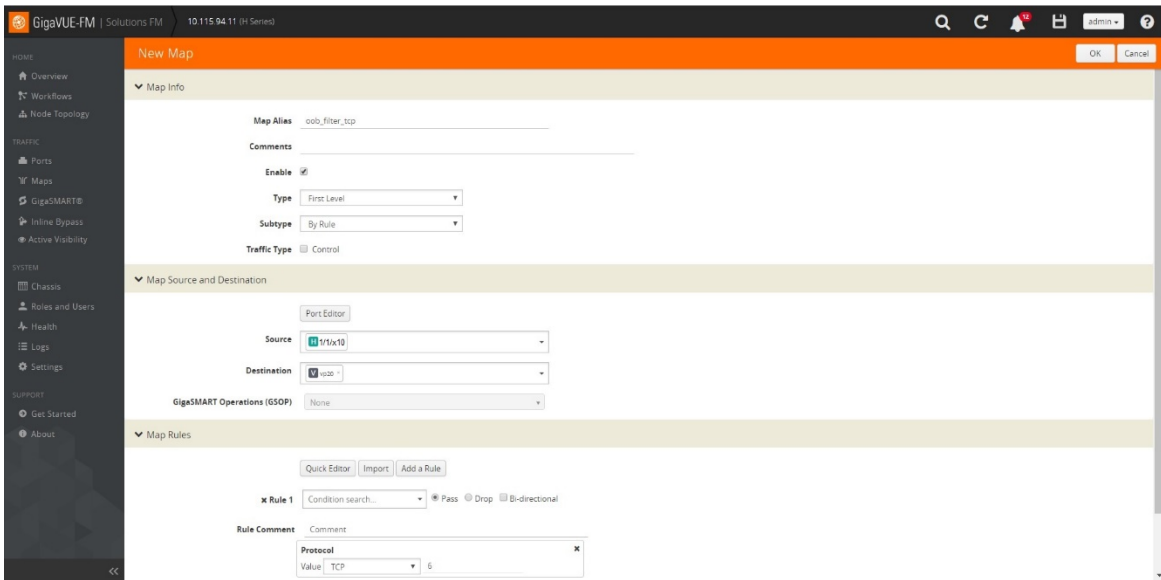 GigaVUE-FM | Solutions FM 10.115.94.11 (H Series) 12 admin ?
New Map OK Cancel
HOME
Overview
Workflows
Node Topology
TRAFFIC
Ports
Maps
GigaSMART®
Inline Bypass
Active Visibility
SYSTEM
Chassis
Roles and Users
Health
Logs
Settings
SUPPORT
Get Started
About
Map Info
Map Alias oob_filter_tcp
Comments
Enable
Type First Level
Subtype By Rule
Traffic Type Control
Map Source and Destination
Port Editor
Source H 1/1/x10
Destination V vp20
GigaSMART Operations (GSOP) None
Map Rules
Quick Editor Import Add a Rule
x Rule 1 Condition search... Pass Drop Bi-directional
Rule Comment Comment
Protocol x
Value TCP 6
<<